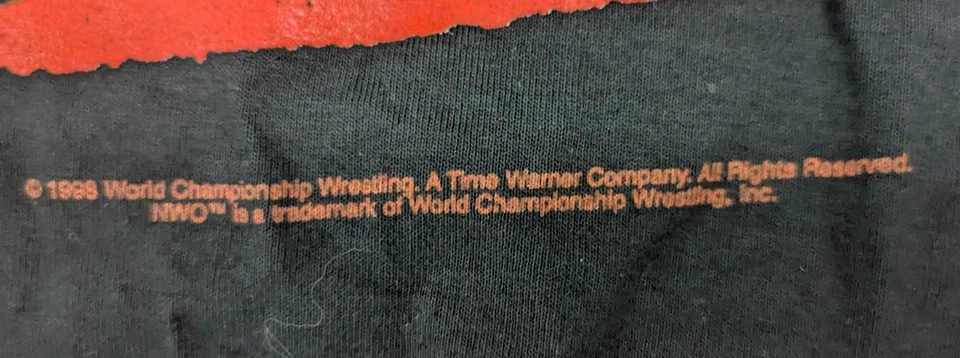 © 1998 World Championship Wrestling. A Time Warner Company. All Rights Reserved.
NWO™ is a trademark of World Championship Wrestling, Inc.